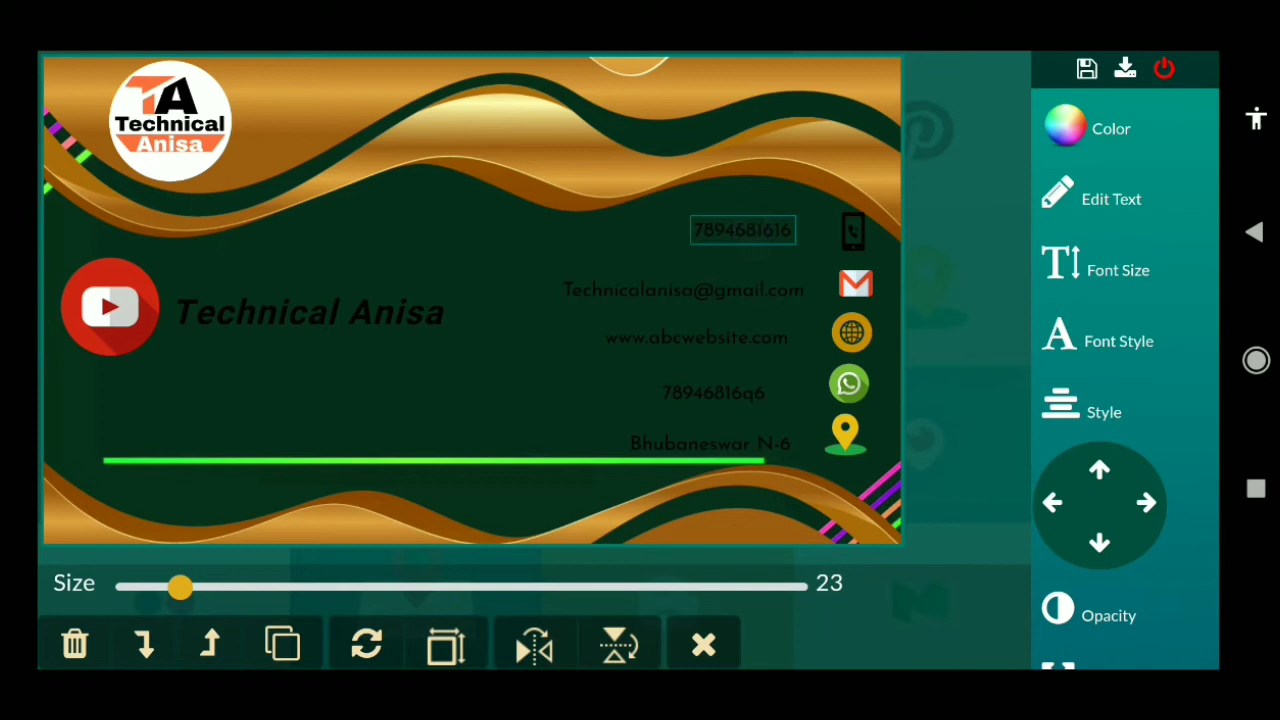 TA
Technical
Anisa
Color
Edit Text
Font Size
Font Style
Style
Opacity
7894681616
Technicalanisa@gmail.com
Technical Anisa
www.abcwebsite.com
78946816q6
Bhubaneswar N-6
Size
23